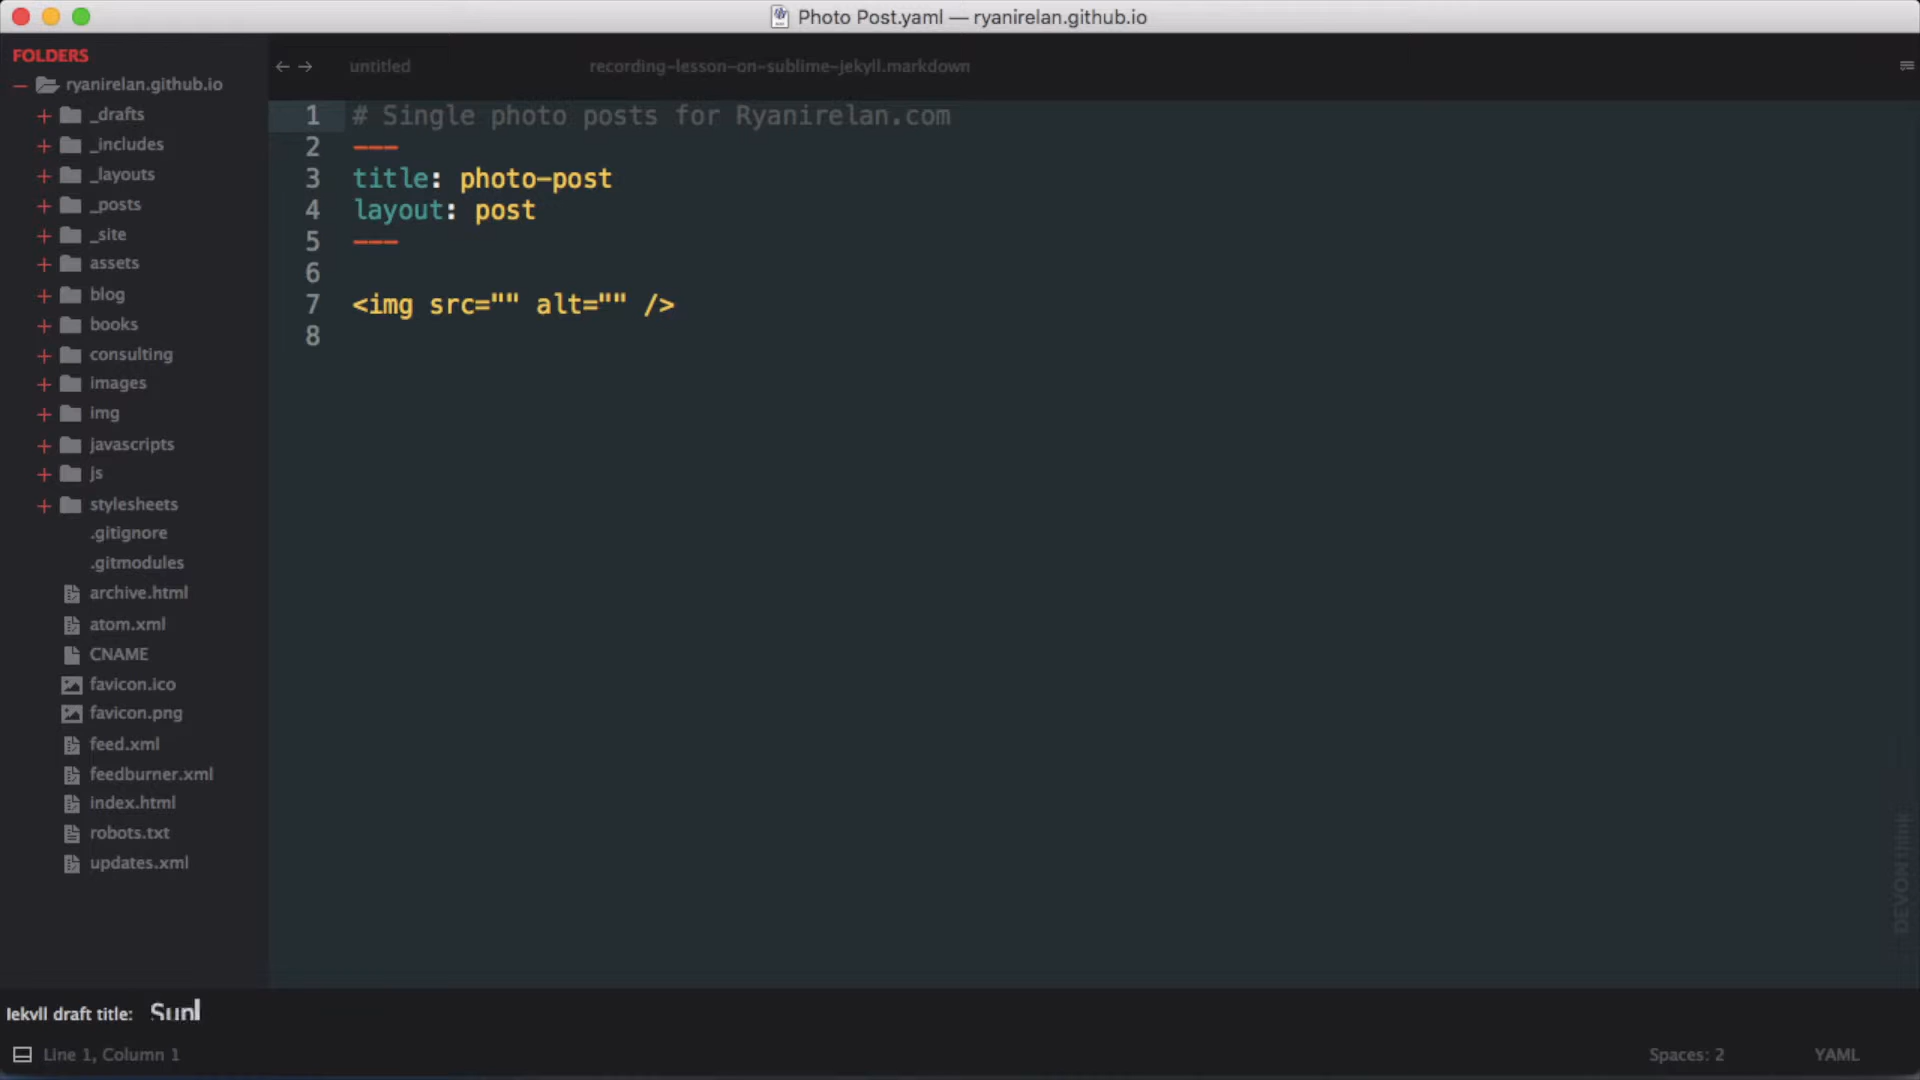 Photo Post.yaml — ryanirelan.github.io
FOLDERS
ryanirelan.github.io
_drafts
_includes
_layouts
_posts
_site
assets
blog
books
consulting
images
img
javascripts
js
stylesheets
.gitignore
.gitmodules
archive.html
atom.xml
CNAME
favicon.ico
favicon.png
feed.xml
feedburner.xml
index.html
robots.txt
updates.xml
untitled recording-lesson-on-sublime-jekyll.markdown
1 # Single photo posts for Ryanirelan.com
2 ---
3 title: photo-post
4 layout: post
5 ---
6
7 <img src="" alt="" />
8
DEVONthink
Jekyll draft title: Sunl
Line 1, Column 1 Spaces: 2 YAML